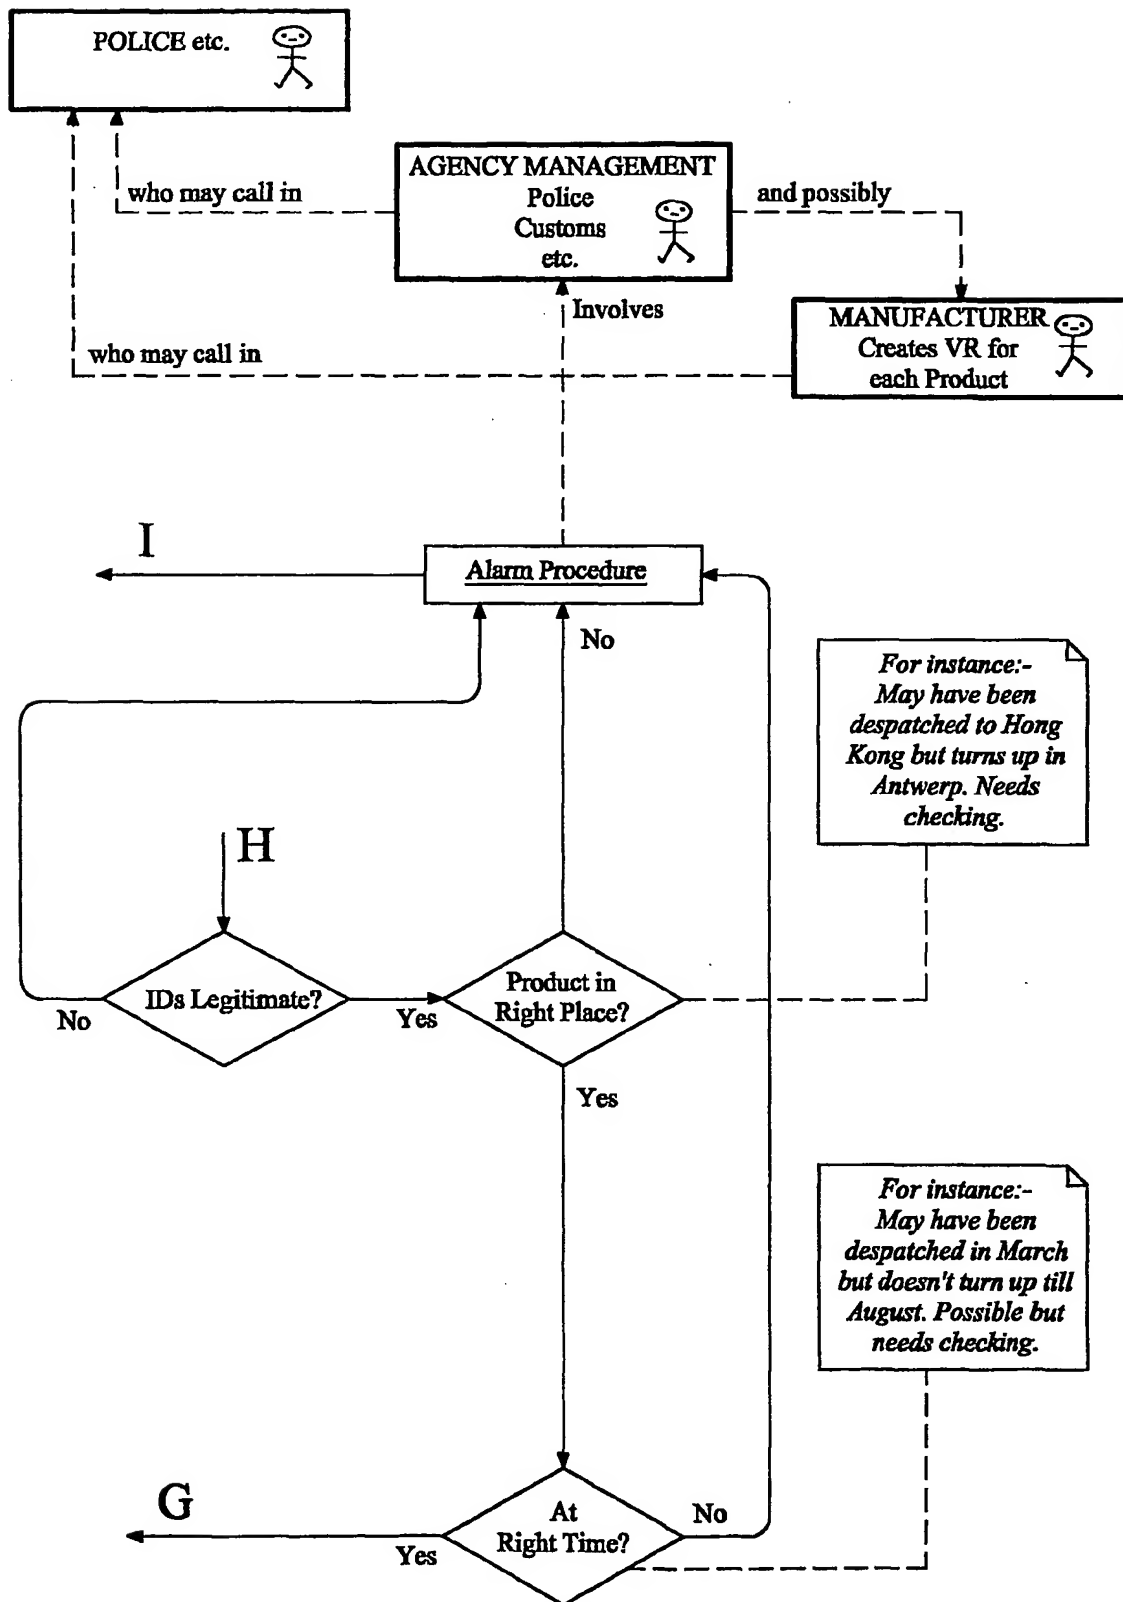 POLICE etc.
AGENCY MANAGEMENT
Police
Customs
etc.
who may call in
and possibly
Involves
MANUFACTURER
Creates VR for
each Product
who may call in
I
Alarm Procedure
No
For instance:-
May have been
despatched to Hong
Kong but turns up in
Antwerp. Needs
checking.
H
IDs Legitimate?
No
Yes
Product in
Right Place?
Yes
For instance:-
May have been
despatched in March
but doesn't turn up till
August. Possible but
needs checking.
G
At
Right Time?
No
Yes